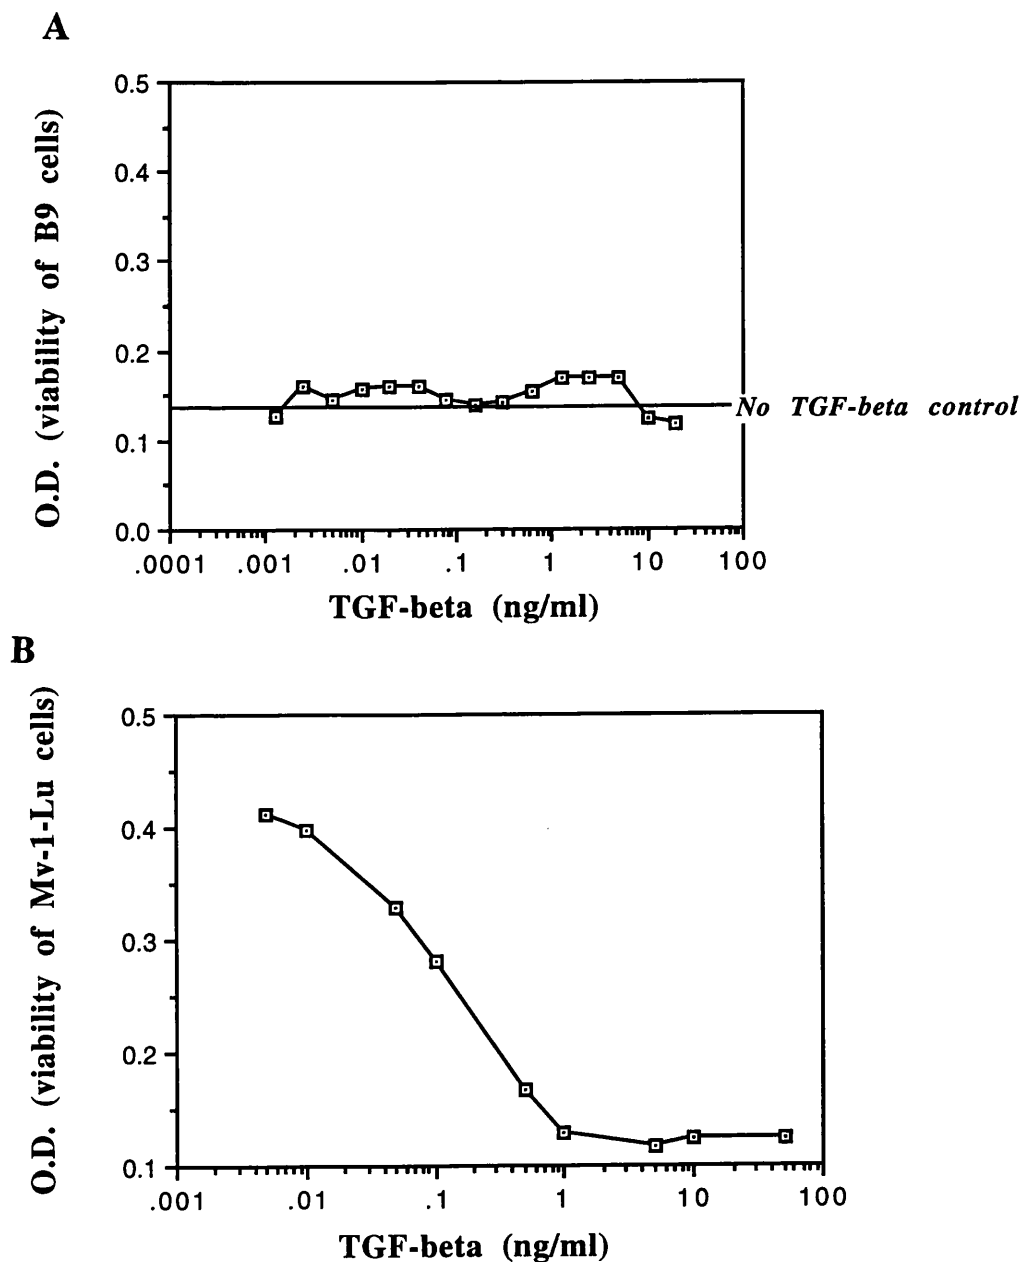 A
O.D. (viability of B9 cells)
0.5
0.4
0.3
0.2
0.1
0.0
No TGF-beta control
.0001 .001 .01 .1 1 10 100
TGF-beta (ng/ml)
B
O.D. (viability of Mv-1-Lu cells)
0.5
0.4
0.3
0.2
0.1
.001 .01 .1 1 10 100
TGF-beta (ng/ml)